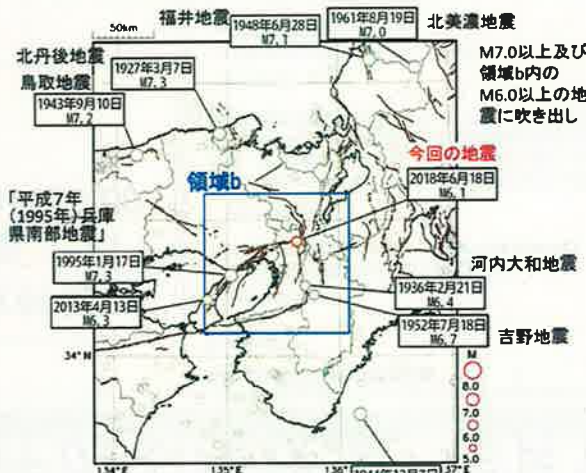 50km
福井地震
1948年6月28日
M7.1
1961年8月19日
M7.0
北美濃地震
北丹後地震
鳥取地震
1927年3月7日
M7.3
1943年9月10日
M7.2
M7.0以上及び
領域b内の
M6.0以上の地
震に吹き出し
今回の地震
2018年6月18日
M6.1
領域b
「平成7年
(1995年)兵庫
県南部地震」
1995年1月17日
M7.3
2013年4月13日
M6.3
河内大和地震
1936年2月21日
M6.4
1952年7月18日
M6.7
吉野地震
34°N
M
8.0
7.0
6.0
5.0
134°E
135°E
136°E
137°E